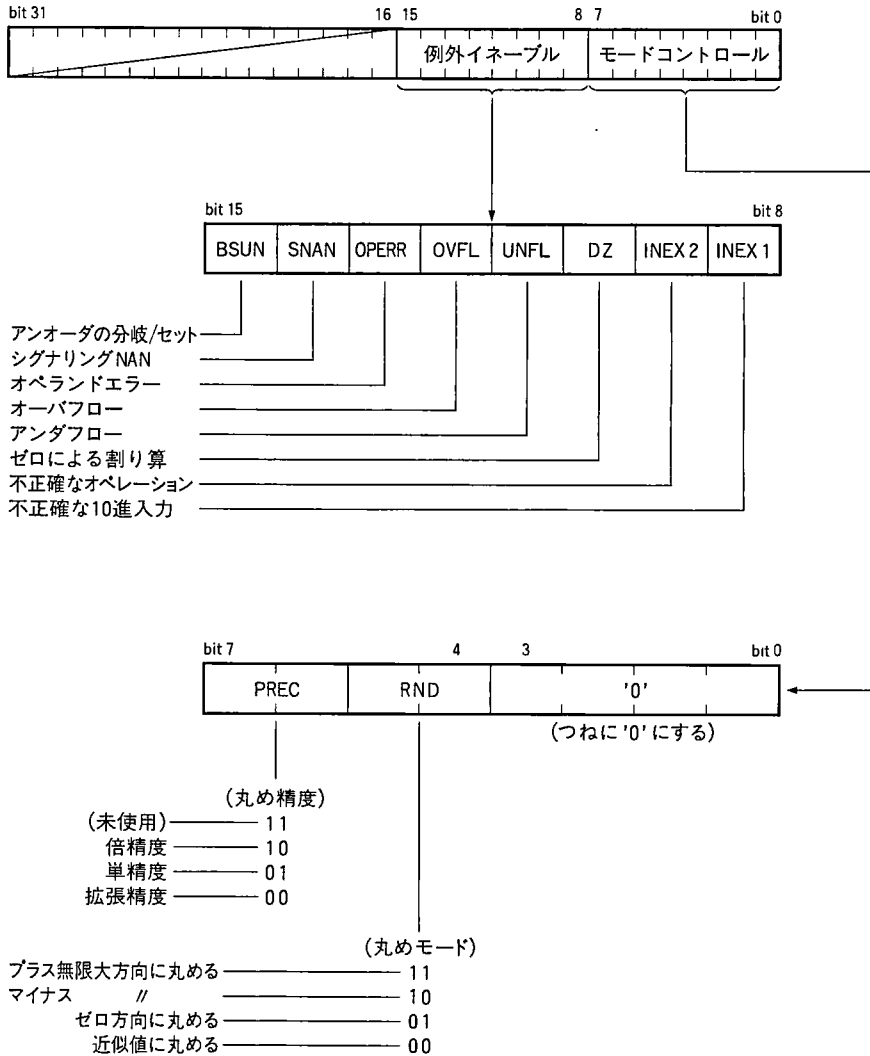 bit 31 16 15 8 7 bit 0
例外イネーブル モードコントロール
bit 15 bit 8
BSUN SNAN OPERR OVFL UNFL DZ INEX 2 INEX 1
アンオーダの分岐/セット
シグナリングNAN
オペランドエラー
オーバフロー
アンダフロー
ゼロによる割り算
不正確なオペレーション
不正確な10進入力
bit 7 4 3 bit 0
PREC RND '0'
(つねに'0'にする)
(丸め精度)
(未使用) 11
倍精度 10
単精度 01
拡張精度 00
(丸めモード)
プラス無限大方向に丸める 11
マイナス 〃 10
ゼロ方向に丸める 01
近似値に丸める 00